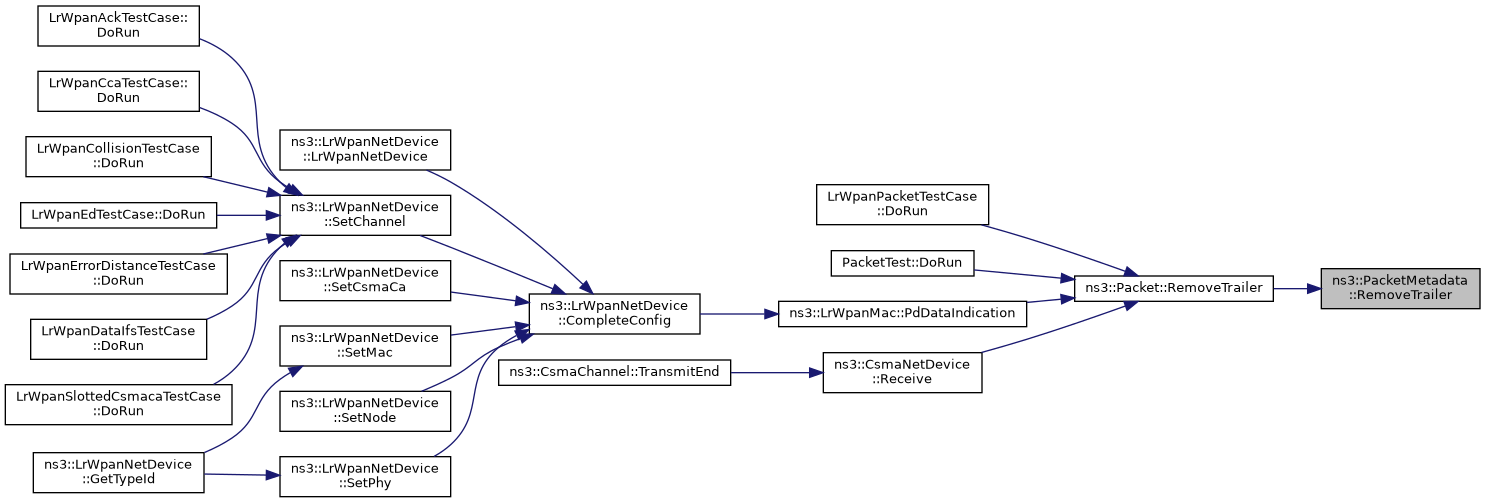 LrWpanAckTestCase::
DoRun
LrWpanCcaTestCase::
DoRun
LrWpanCollisionTestCase
::DoRun
LrWpanEdTestCase::DoRun
LrWpanErrorDistanceTestCase
::DoRun
LrWpanDataIfsTestCase
::DoRun
LrWpanSlottedCsmacaTestCase
::DoRun
ns3::LrWpanNetDevice
::GetTypeId
ns3::LrWpanNetDevice
::LrWpanNetDevice
ns3::LrWpanNetDevice
::SetChannel
ns3::LrWpanNetDevice
::SetCsmaCa
ns3::LrWpanNetDevice
::SetMac
ns3::LrWpanNetDevice
::SetNode
ns3::LrWpanNetDevice
::SetPhy
ns3::LrWpanNetDevice
::CompleteConfig
ns3::CsmaChannel::TransmitEnd
LrWpanPacketTestCase
::DoRun
PacketTest::DoRun
ns3::LrWpanMac::PdDataIndication
ns3::CsmaNetDevice
::Receive
ns3::Packet::RemoveTrailer
ns3::PacketMetadata
::RemoveTrailer